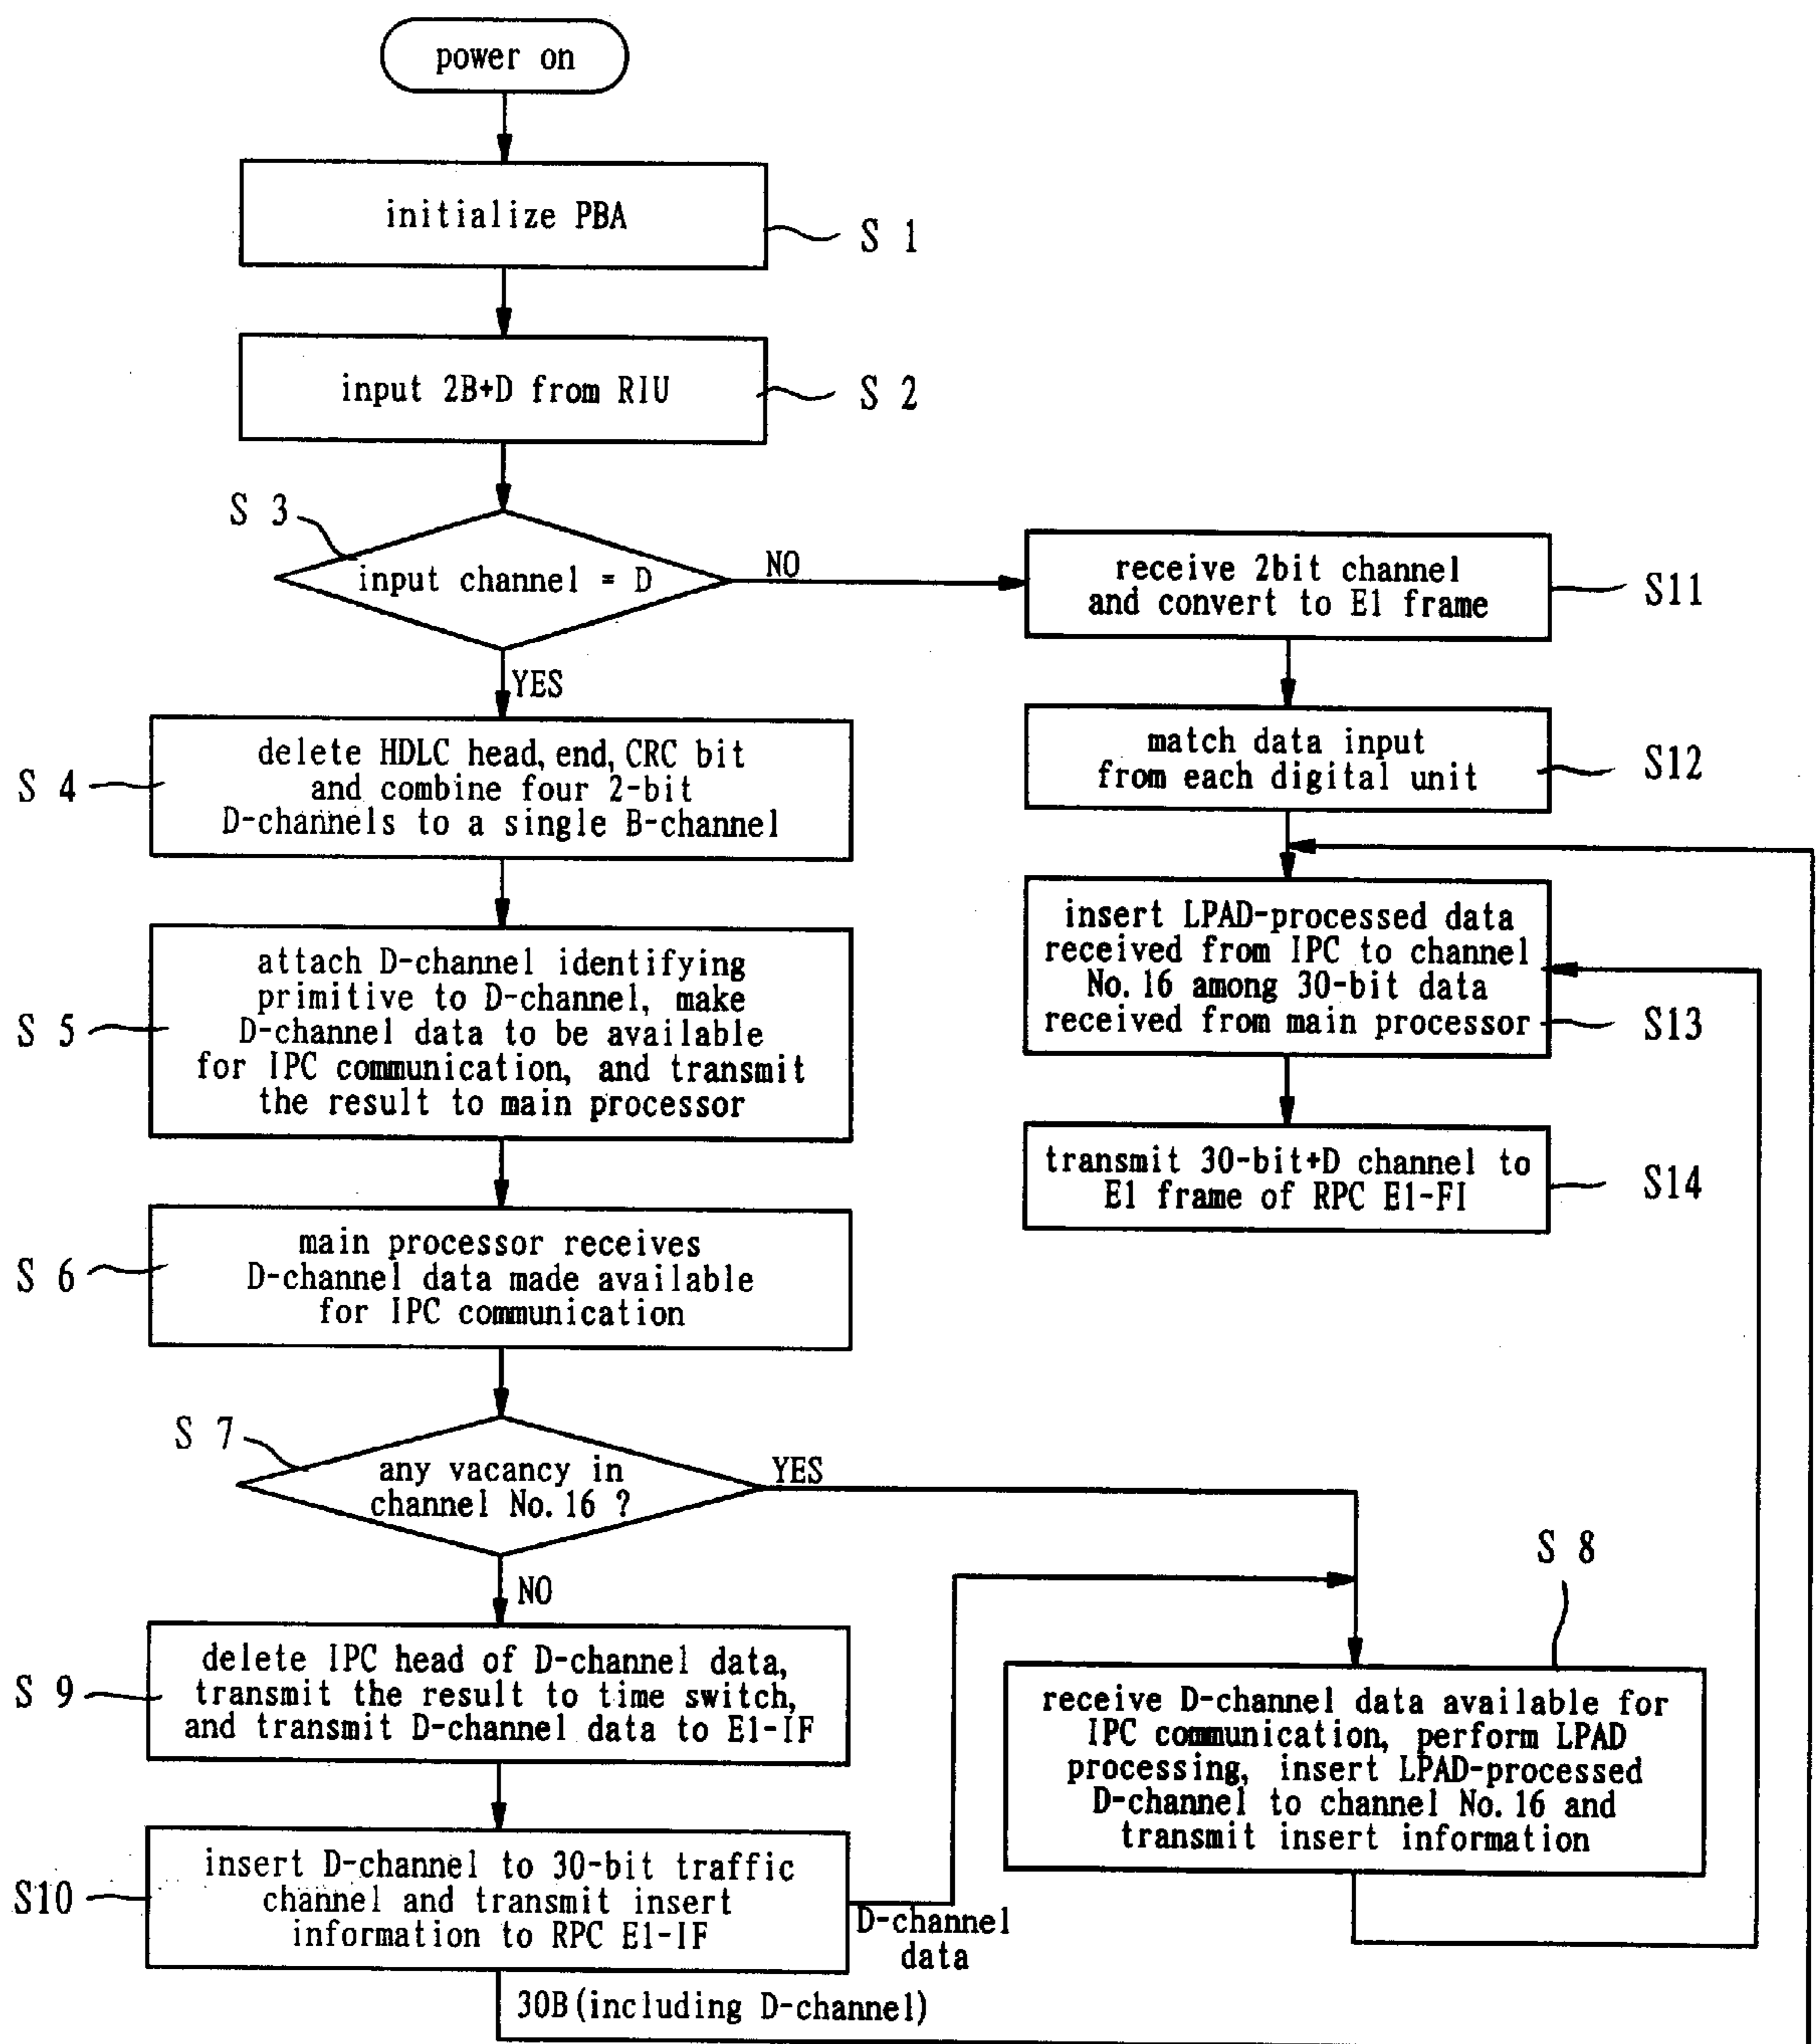 power on
initialize PBA
S 1
input 2B+D from RIU
S 2
S 3
input channel = D
NO
YES
receive 2bit channel
and convert to E1 frame
S11
S 4
delete HDLC head, end, CRC bit
and combine four 2-bit
D-channels to a single B-channel
match data input
from each digital unit
S12
S 5
attach D-channel identifying
primitive to D-channel, make
D-channel data to be available
for IPC communication, and transmit
the result to main processor
insert LPAD-processed data
received from IPC to channel
No. 16 among 30-bit data
received from main processor
S13
transmit 30-bit+D channel to
E1 frame of RPC E1-FI
S14
S 6
main processor receives
D-channel data made available
for IPC communication
S 7
any vacancy in
channel No. 16 ?
YES
NO
S 8
S 9
delete IPC head of D-channel data,
transmit the result to time switch,
and transmit D-channel data to E1-IF
receive D-channel data available for
IPC communication, perform LPAD
processing, insert LPAD-processed
D-channel to channel No. 16 and
transmit insert information
S10
insert D-channel to 30-bit traffic
channel and transmit insert
information to RPC E1-IF
D-channel
data
30B(including D-channel)